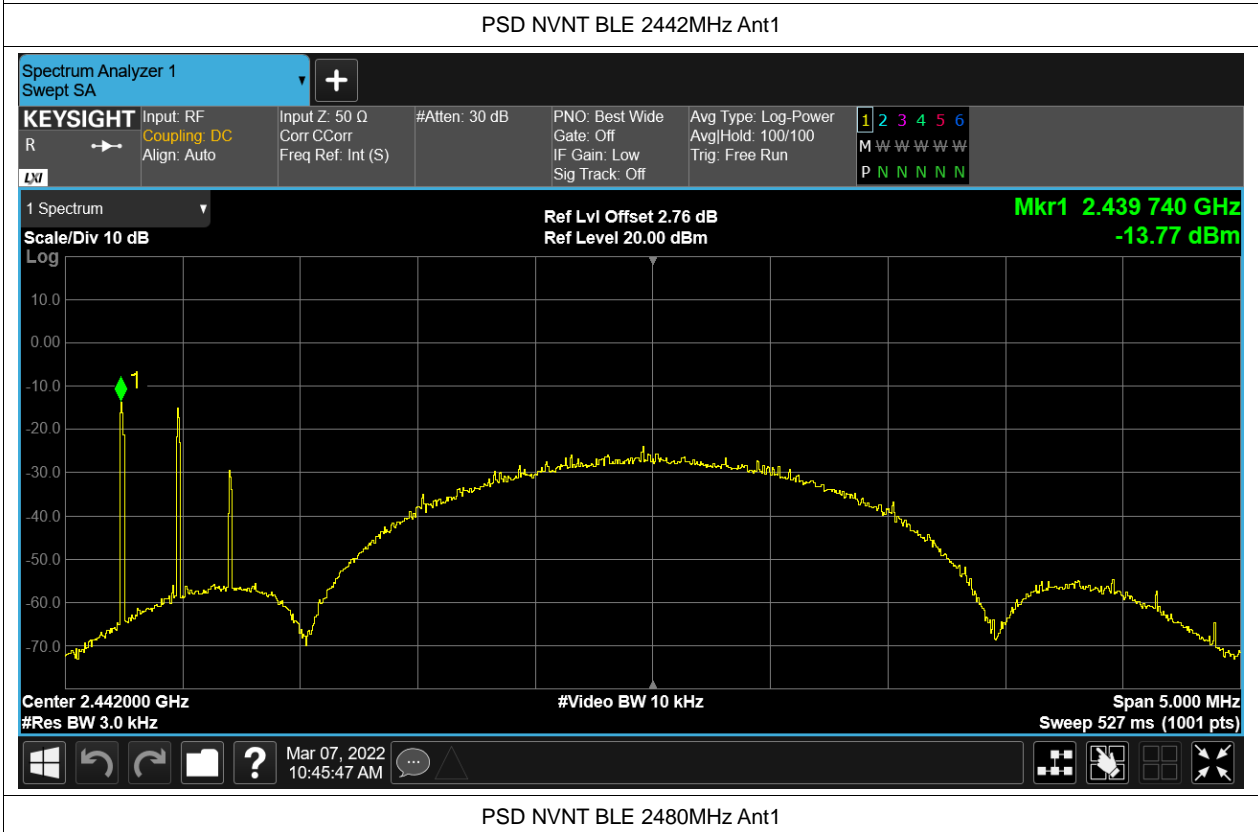 PSD NVNT BLE 2442MHz Ant1
Spectrum Analyzer 1
Swept SA
KEYSIGHT
R
LXI
Input: RF
Coupling: DC
Align: Auto
Input Z: 50 Ω
Corr CCorr
Freq Ref: Int (S)
#Atten: 30 dB
PNO: Best Wide
Gate: Off
IF Gain: Low
Sig Track: Off
Avg Type: Log-Power
Avg|Hold: 100/100
Trig: Free Run
1 2 3 4 5 6
M W W W W W
P N N N N N
1 Spectrum
Scale/Div 10 dB
Log
Ref Lvl Offset 2.76 dB
Ref Level 20.00 dBm
Mkr1 2.439 740 GHz
-13.77 dBm
10.0
0.00
-10.0
1
-20.0
-30.0
-40.0
-50.0
-60.0
-70.0
Center 2.442000 GHz
#Res BW 3.0 kHz
#Video BW 10 kHz
Span 5.000 MHz
Sweep 527 ms (1001 pts)
?
Mar 07, 2022
10:45:47 AM
PSD NVNT BLE 2480MHz Ant1